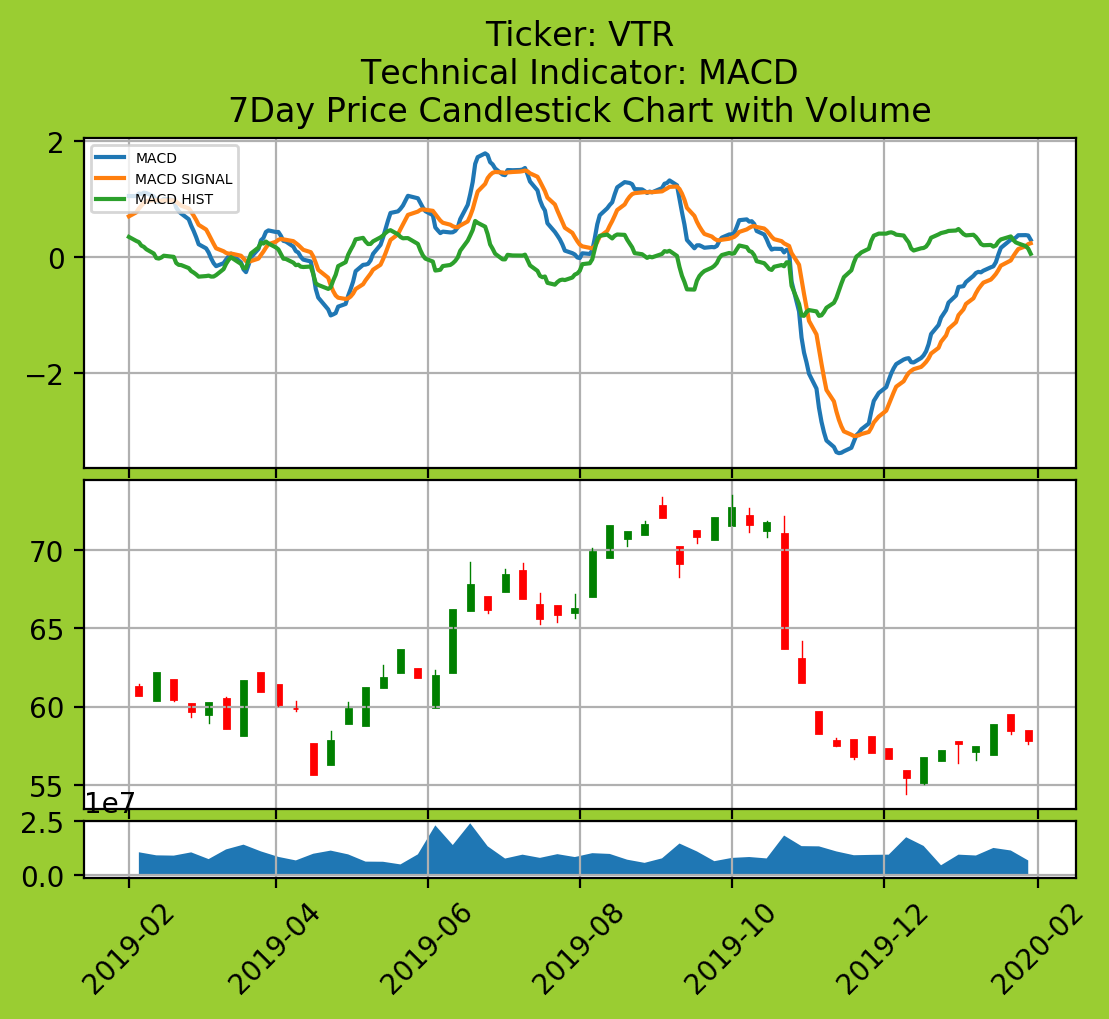 Ticker: VTR
Technical Indicator: MACD
7Day Price Candlestick Chart with Volume
2
0
−2
MACD
MACD SIGNAL
MACD HIST
70
65
60
55
1e7
2.5
0.0
2019-02
2019-04
2019-06
2019-08
2019-10
2019-12
2020-02